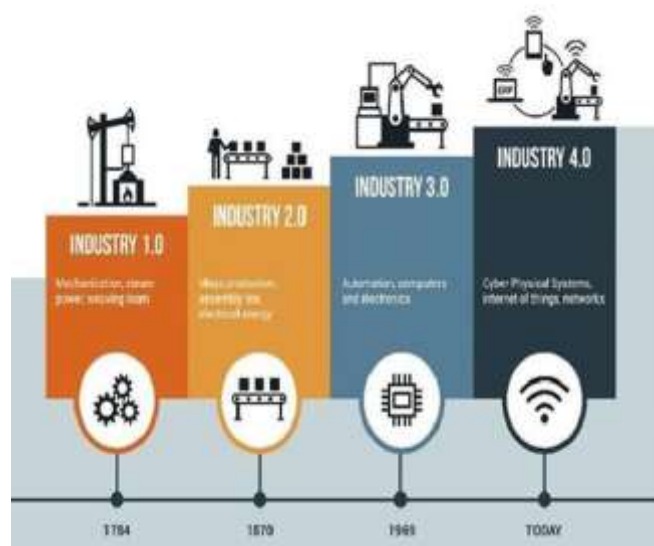 ERP
INDUSTRY 1.0
Mechanization, steam
power, weaving loom
INDUSTRY 2.0
Mass production,
assembly line,
electrical energy
INDUSTRY 3.0
Automation, computers
and electronics
INDUSTRY 4.0
Cyber Physical Systems,
internet of things, networks
1784
1870
1969
TODAY